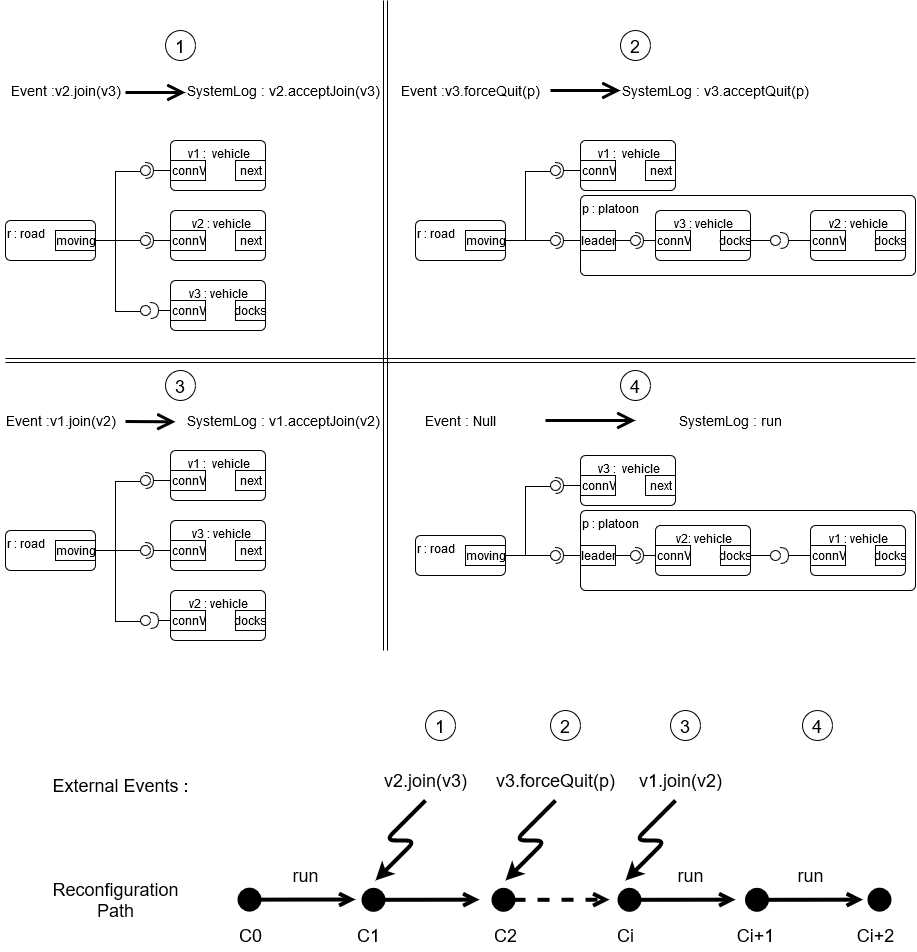 1
Event :v2.join(v3)
SystemLog : v2.acceptJoin(v3)
v1 : vehicle
connV
next
v2 : vehicle
connV
next
r : road
moving
v3 : vehicle
connV
docks
2
Event :v3.forceQuit(p)
SystemLog : v3.acceptQuit(p)
v1 : vehicle
connV
next
p : platoon
r : road
moving
leader
v3 : vehicle
connV
docks
v2 : vehicle
connV
docks
3
Event :v1.join(v2)
SystemLog : v1.acceptJoin(v2)
v1 : vehicle
connV
next
r : road
moving
v3 : vehicle
connV
next
v2 : vehicle
connV
docks
4
Event : Null
SystemLog : run
v3 : vehicle
connV
next
p : platoon
r : road
moving
leader
v2: vehicle
connV
docks
v1 : vehicle
connV
docks
1
2
3
4
External Events :
v2.join(v3)
v3.forceQuit(p)
v1.join(v2)
Reconfiguration
Path
run
run
run
C0
C1
C2
Ci
Ci+1
Ci+2